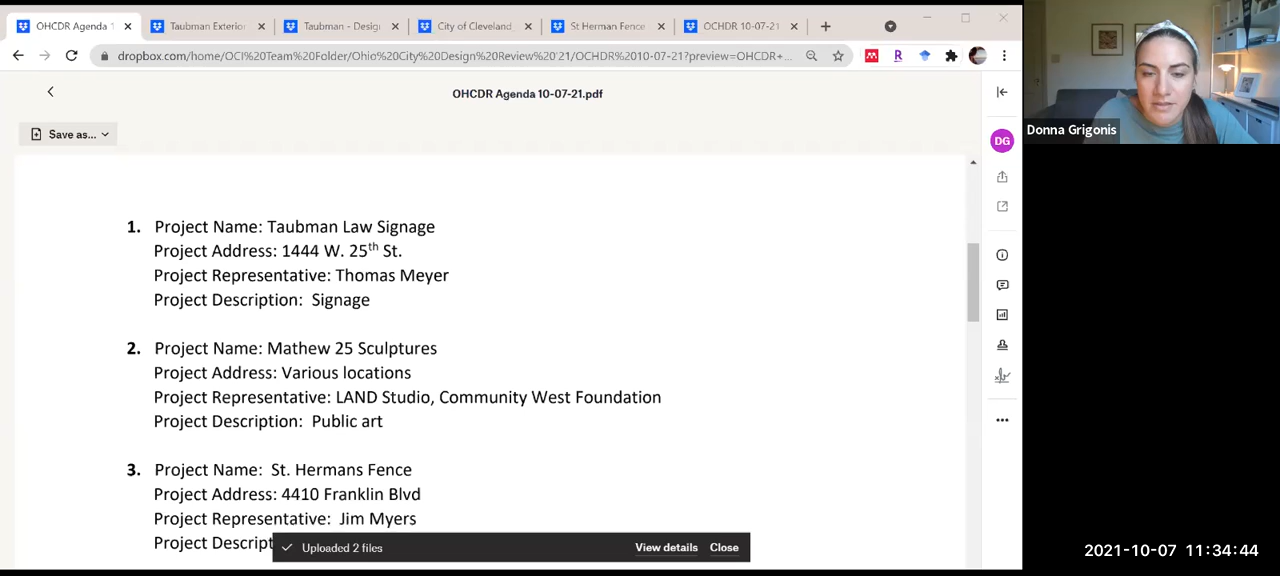 OHCDR Agenda 1
Taubman Exterior
Taubman - Design
City of Cleveland
St Herman Fence
OCHDR 10-07-21
dropbox.com/home/OCI%20Team%20Folder/Ohio%20City%20Design%20Review%20'21/OCHDR%2010-07-21?preview=OHCDR+...
OHCDR Agenda 10-07-21.pdf
Save as...
DG
Donna Grigonis
1. Project Name: Taubman Law Signage
Project Address: 1444 W. 25th St.
Project Representative: Thomas Meyer
Project Description: Signage
2. Project Name: Mathew 25 Sculptures
Project Address: Various locations
Project Representative: LAND Studio, Community West Foundation
Project Description: Public art
3. Project Name: St. Hermans Fence
Project Address: 4410 Franklin Blvd
Project Representative: Jim Myers
Project Descript
Uploaded 2 files View details Close
2021-10-07 11:34:44